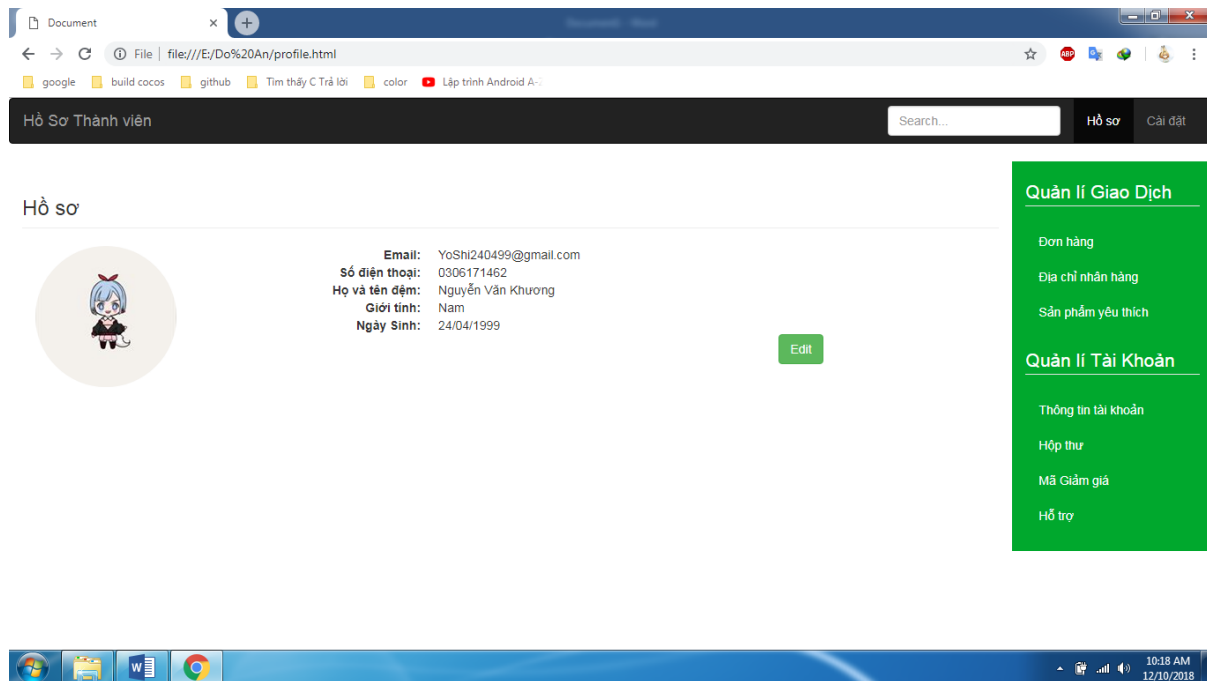 Document
File | file:///E:/Do%20An/profile.html
ABP
google build cocos github Tìm thấy C Trả lời color Lập trình Android A-
Hồ Sơ Thành viên Search... Hồ sơ Cài đặt
Hồ sơ
Email: YoShi240499@gmail.com
Số điện thoại: 0306171462
Họ và tên đệm: Nguyễn Văn Khương
Giới tính: Nam
Ngày Sinh: 24/04/1999
Edit
Quản lí Giao Dịch
Đơn hàng
Địa chỉ nhân hàng
Sản phẩm yêu thích
Quản lí Tài Khoản
Thông tin tài khoản
Hộp thư
Mã Giảm giá
Hỗ trợ
10:18 AM
12/10/2018